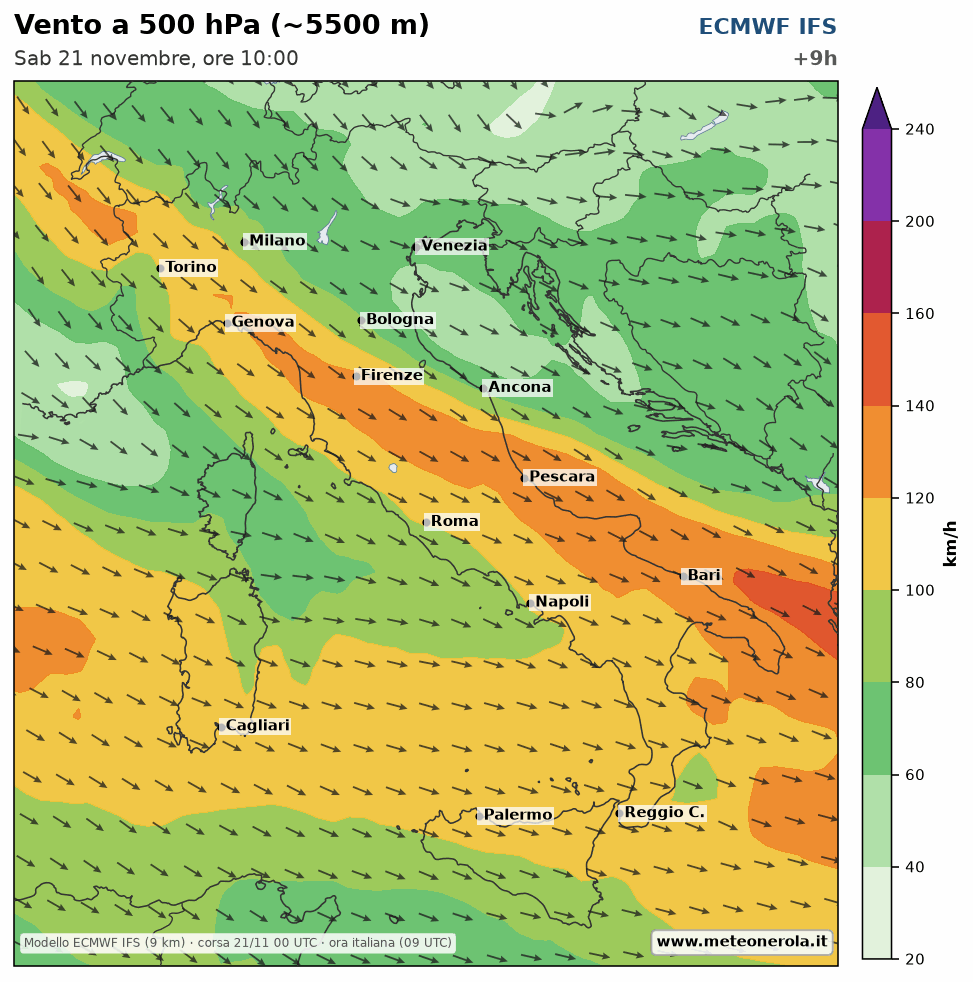 Vento a 500 hPa (~5500 m)
ECMWF IFS
Sab 21 novembre, ore 10:00
+9h
Milano
Venezia
Torino
Genova
Bologna
Firenze
Ancona
Pescara
Roma
Bari
Napoli
Cagliari
Palermo
Reggio C.
240
200
160
140
120
100
80
60
40
20
km/h
Modello ECMWF IFS (9 km) · corsa 21/11 00 UTC · ora italiana (09 UTC)
www.meteonerola.it